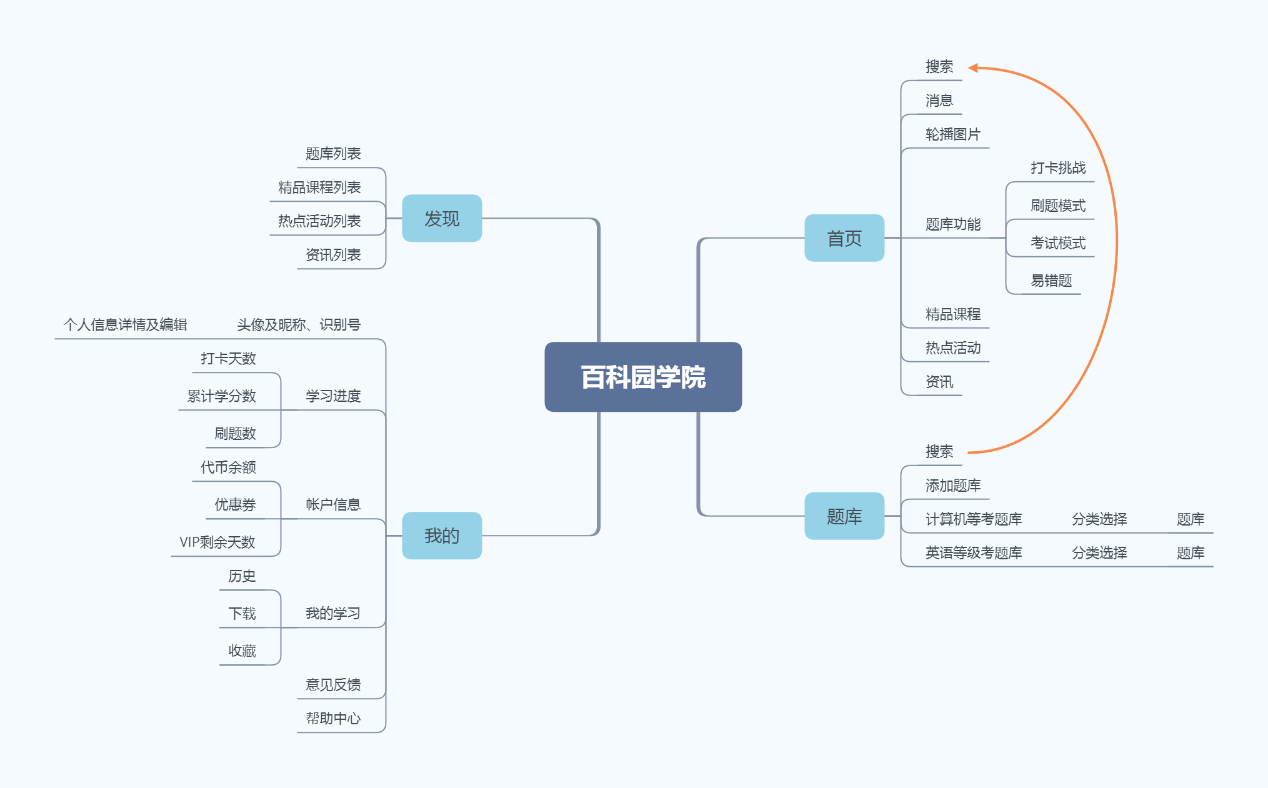 百科园学院
首页
搜索
消息
轮播图片
题库功能
打卡挑战
刷题模式
考试模式
易错题
精品课程
热点活动
资讯
题库
搜索
添加题库
计算机等考题库
分类选择
题库
英语等级考题库
分类选择
题库
发现
题库列表
精品课程列表
热点活动列表
资讯列表
我的
头像及昵称、识别号
个人信息详情及编辑
学习进度
打卡天数
累计学分数
刷题数
帐户信息
代币余额
优惠券
VIP剩余天数
我的学习
历史
下载
收藏
意见反馈
帮助中心